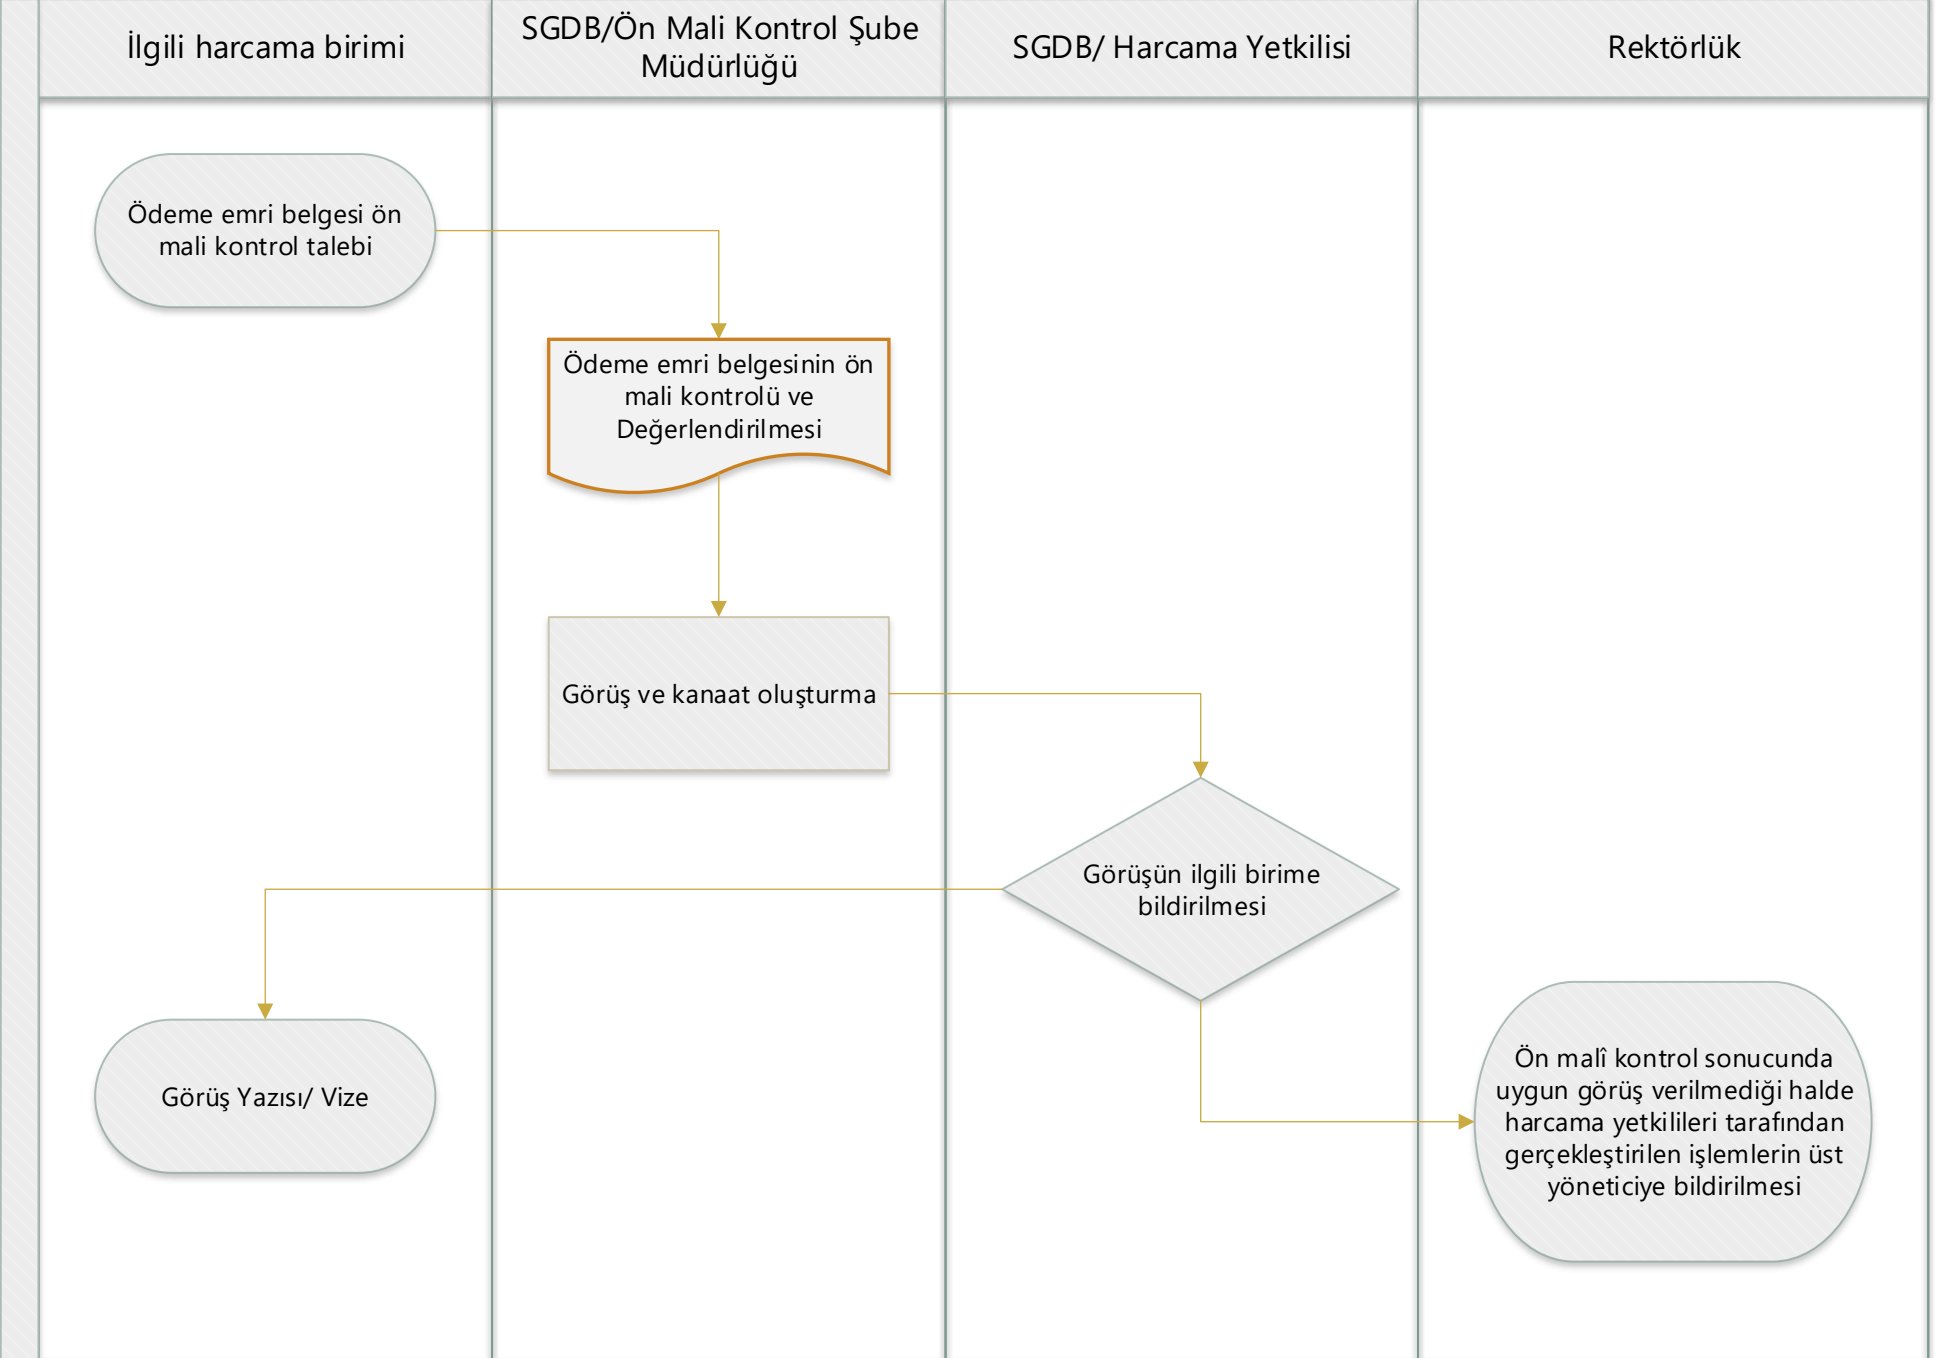 İlgili harcama birimi
SGDB/Ön Mali Kontrol Şube
Müdürlüğü
SGDB/ Harcama Yetkilisi
Rektörlük
Ödeme emri belgesi ön
mali kontrol talebi
Ödeme emri belgesinin ön
mali kontrolü ve
Değerlendirilmesi
Görüş ve kanaat oluşturma
Görüşün ilgili birime
bildirilmesi
Görüş Yazısı/ Vize
Ön malî kontrol sonucunda
uygun görüş verilmediği halde
harcama yetkilileri tarafından
gerçekleştirilen işlemlerin üst
yöneticiye bildirilmesi